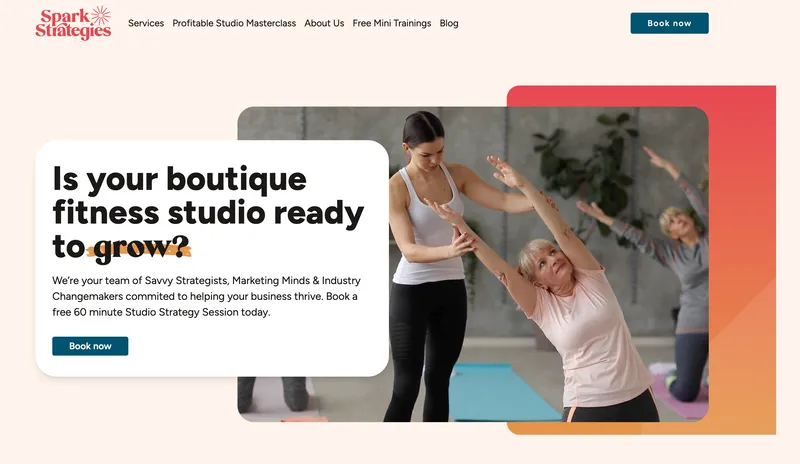 Spark
Strategies
Services
Profitable Studio Masterclass
About Us
Free Mini Trainings
Blog
Book now
Is your boutique
fitness studio ready
to grow?
We’re your team of Savvy Strategists, Marketing Minds & Industry
Changemakers commited to helping your business thrive. Book a
free 60 minute Studio Strategy Session today.
Book now